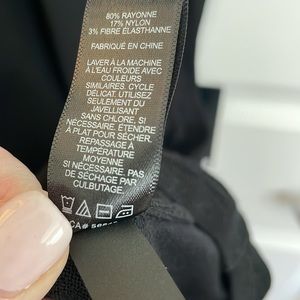 80% RAYONNE
17% NYLON
3% FIBRE ÉLASTHANNE
FABRIQUÉ EN CHINE
LAVER À LA MACHINE
À L'EAU FROIDE AVEC
COULEURS
SIMILAIRES. CYCLE
DÉLICAT. UTILISEZ
SEULEMENT DU
JAVELLISANT
SANS CHLORE, SI
NÉCESSAIRE. ÉTENDRE
À PLAT POUR SÉCHER.
REPASSAGE À
TEMPÉRATURE
MOYENNE
SI NÉCESSAIRE. PAS
DE SÉCHAGE PAR
CULBUTAGE.
CA#